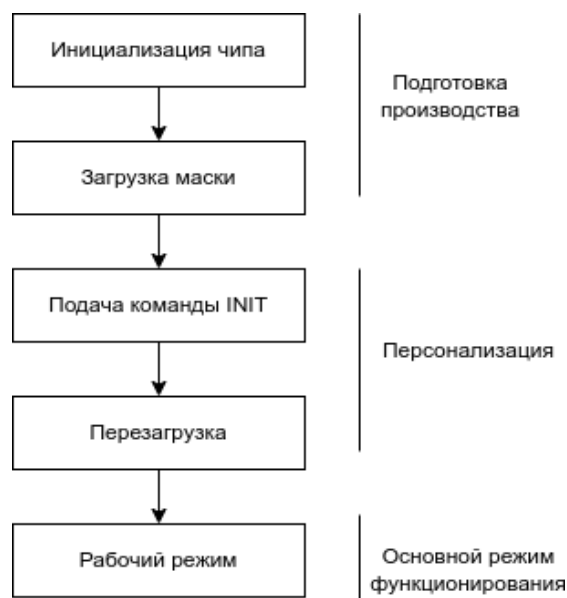 Инициализация чипа
Подготовка
производства
Загрузка маски
Подача команды INIT
Персонализация
Перезагрузка
Рабочий режим
Основной режим
функционирования